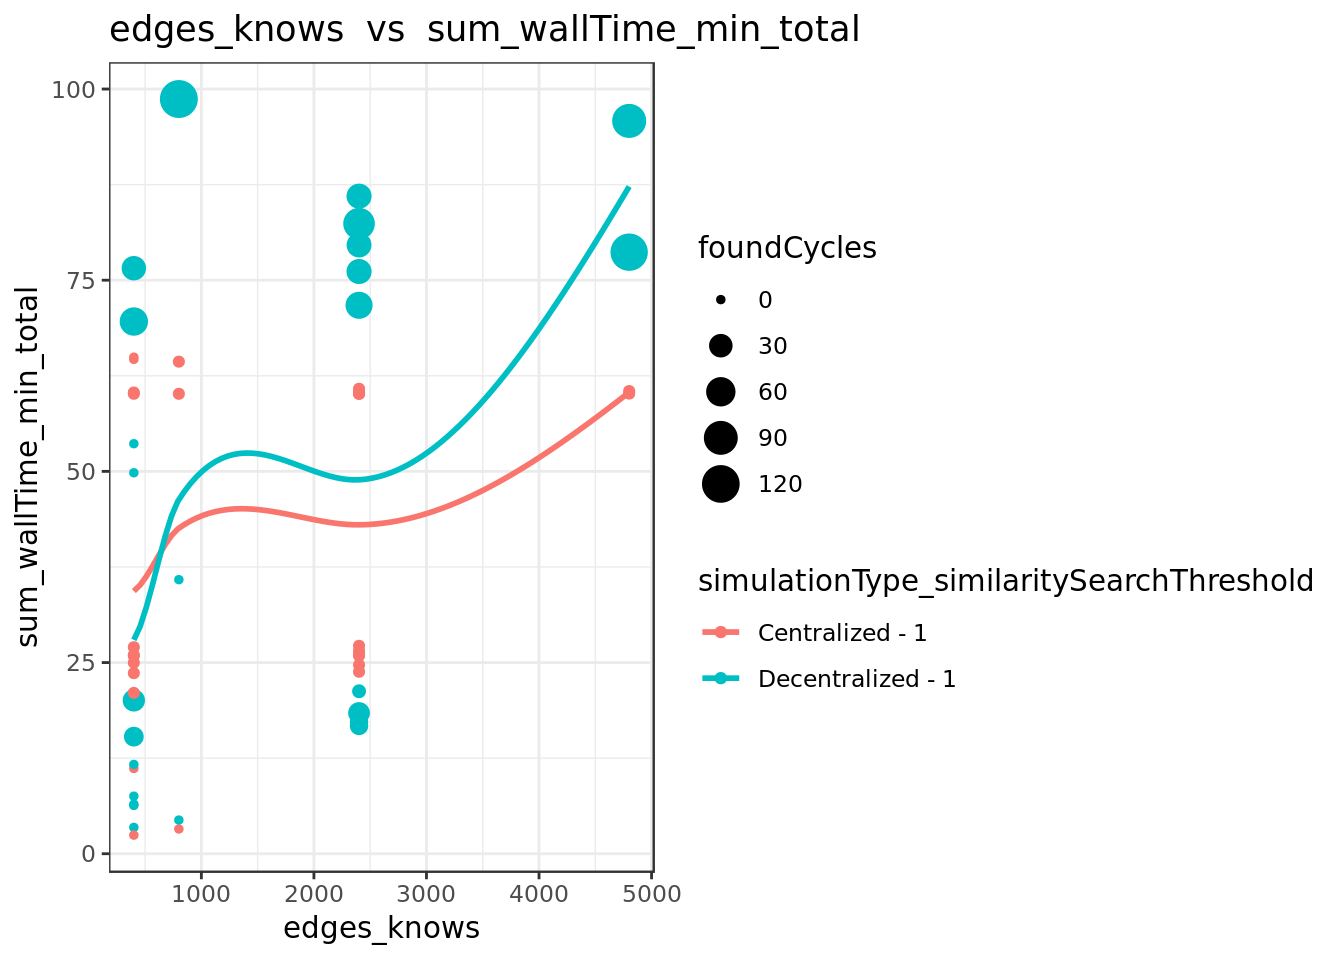 edges_knows  vs  sum_wallTime_min_total
sum_wallTime_min_total
100
75
50
25
0
1000
2000
3000
4000
5000
edges_knows
foundCycles
0
30
60
90
120
simulationType_similaritySearchThreshold
Centralized - 1
Decentralized - 1